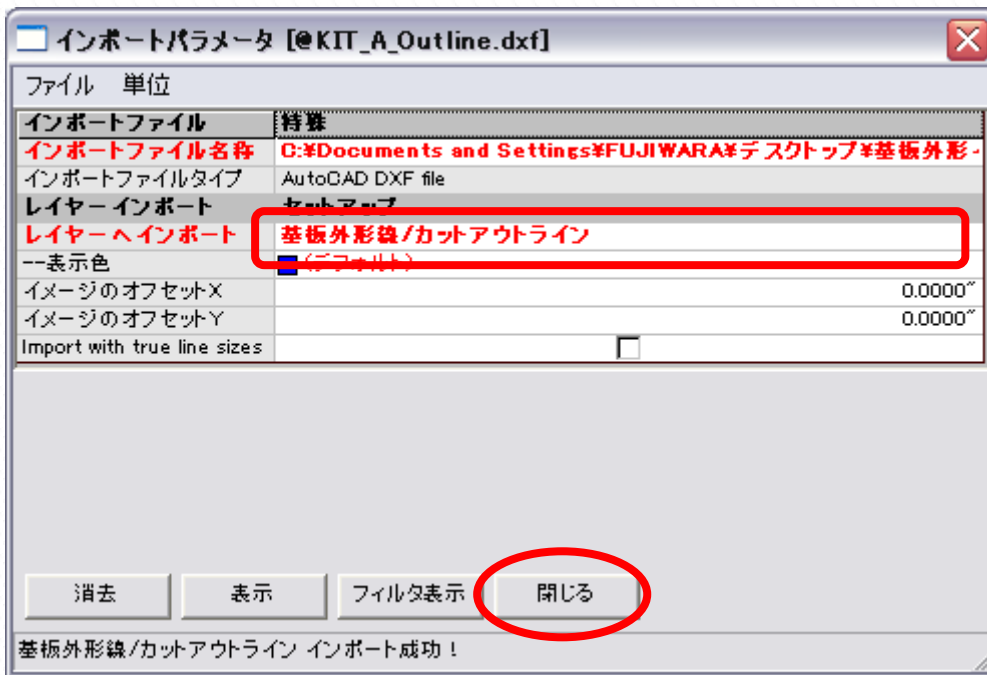 インポートパラメータ [@KIT_A_Outline.dxf]
ファイル 単位
インポートファイル 特殊
インポートファイル名称 C:¥Documents and Settings¥FUJIWARA¥デスクトップ¥基板外形
インポートファイルタイプ AutoCAD DXF file
レイヤーインポート セットアップ
レイヤーへインポート 基板外形線/カットアウトライン
--表示色 (デフォルト)
イメージのオフセットX 0.0000"
イメージのオフセットY 0.0000"
Import with true line sizes
消去 表示 フィルタ表示 閉じる
基板外形線/カットアウトライン インポート成功!